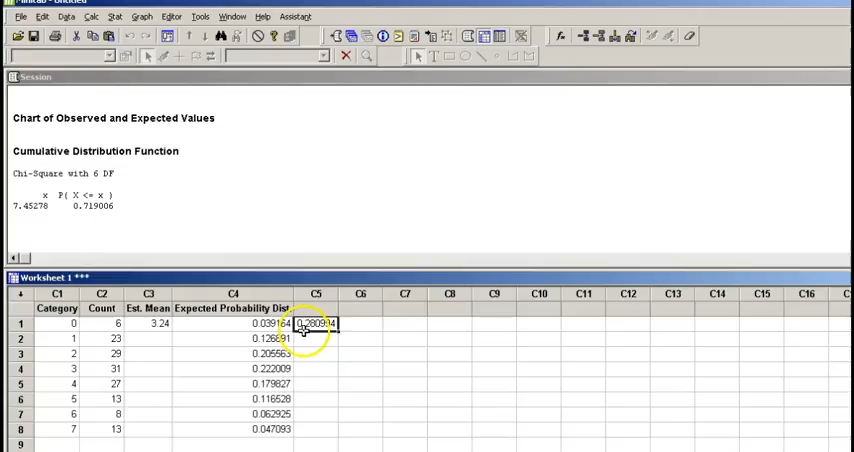 Minitab - Untitled
File Edit Data Calc Stat Graph Editor Tools Window Help Assistant
Session
Chart of Observed and Expected Values
Cumulative Distribution Function
Chi-Square with 6 DF
x P( X <= x )
7.45278 0.719006
Worksheet 1 ***
C1 C2 C3 C4 C5 C6 C7 C8 C9 C10 C11 C12 C13 C14 C15 C16
Category Count Est. Mean Expected Probability Dist.
1 0 6 3.24 0.039164 0.280994
2 1 23 0.126891
3 2 29 0.205563
4 3 31 0.222009
5 4 27 0.179827
6 5 13 0.116528
7 6 8 0.062925
8 7 13 0.047093
9